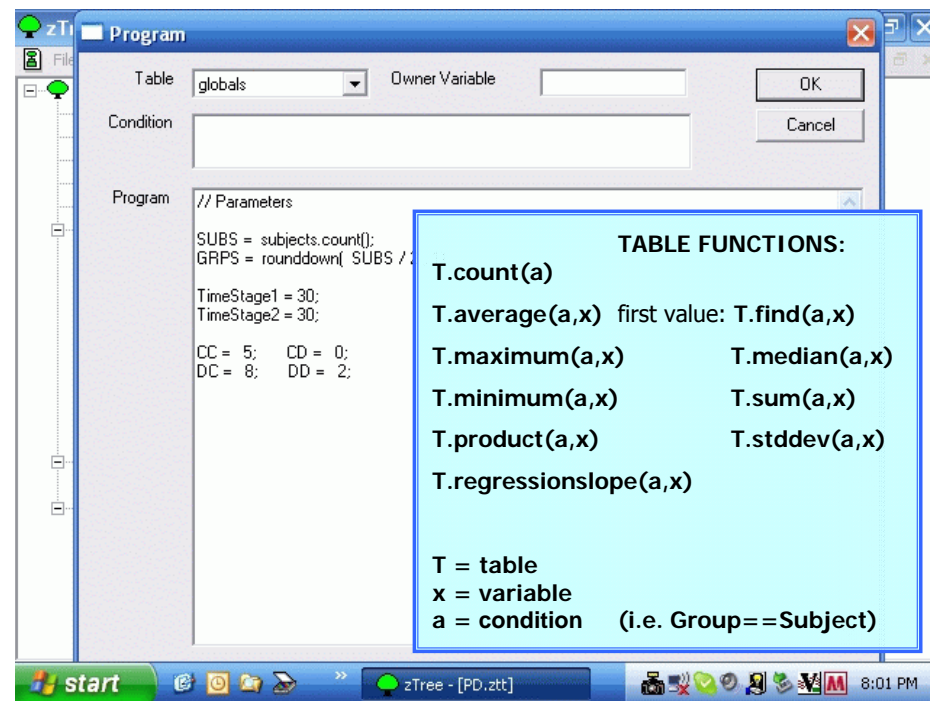 zTr
Program
File
Table
globals
Owner Variable
OK
Condition
Cancel
Program
// Parameters
SUBS = subjects.count();
GRPS = rounddown( SUBS / 2
TimeStage1 = 30;
TimeStage2 = 30;
CC = 5; CD = 0;
DC = 8; DD = 2;
TABLE FUNCTIONS:
T.count(a)
T.average(a,x) first value: T.find(a,x)
T.maximum(a,x) T.median(a,x)
T.minimum(a,x) T.sum(a,x)
T.product(a,x) T.stddev(a,x)
T.regressionslope(a,x)
T = table
x = variable
a = condition (i.e. Group==Subject)
start
zTree - [PD.ztt]
8:01 PM